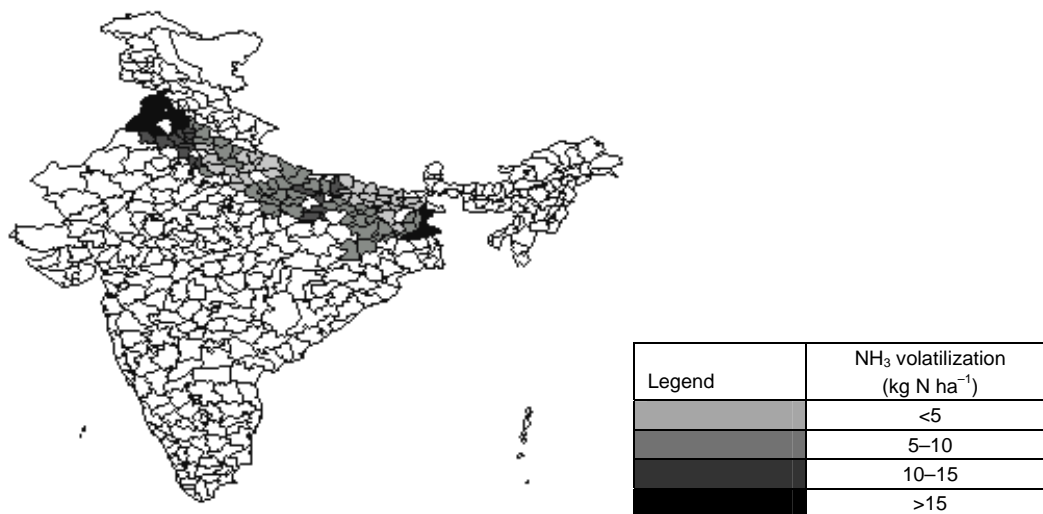 Legend
NH₃ volatilization
(kg N ha⁻¹)
<5
5–10
10–15
>15